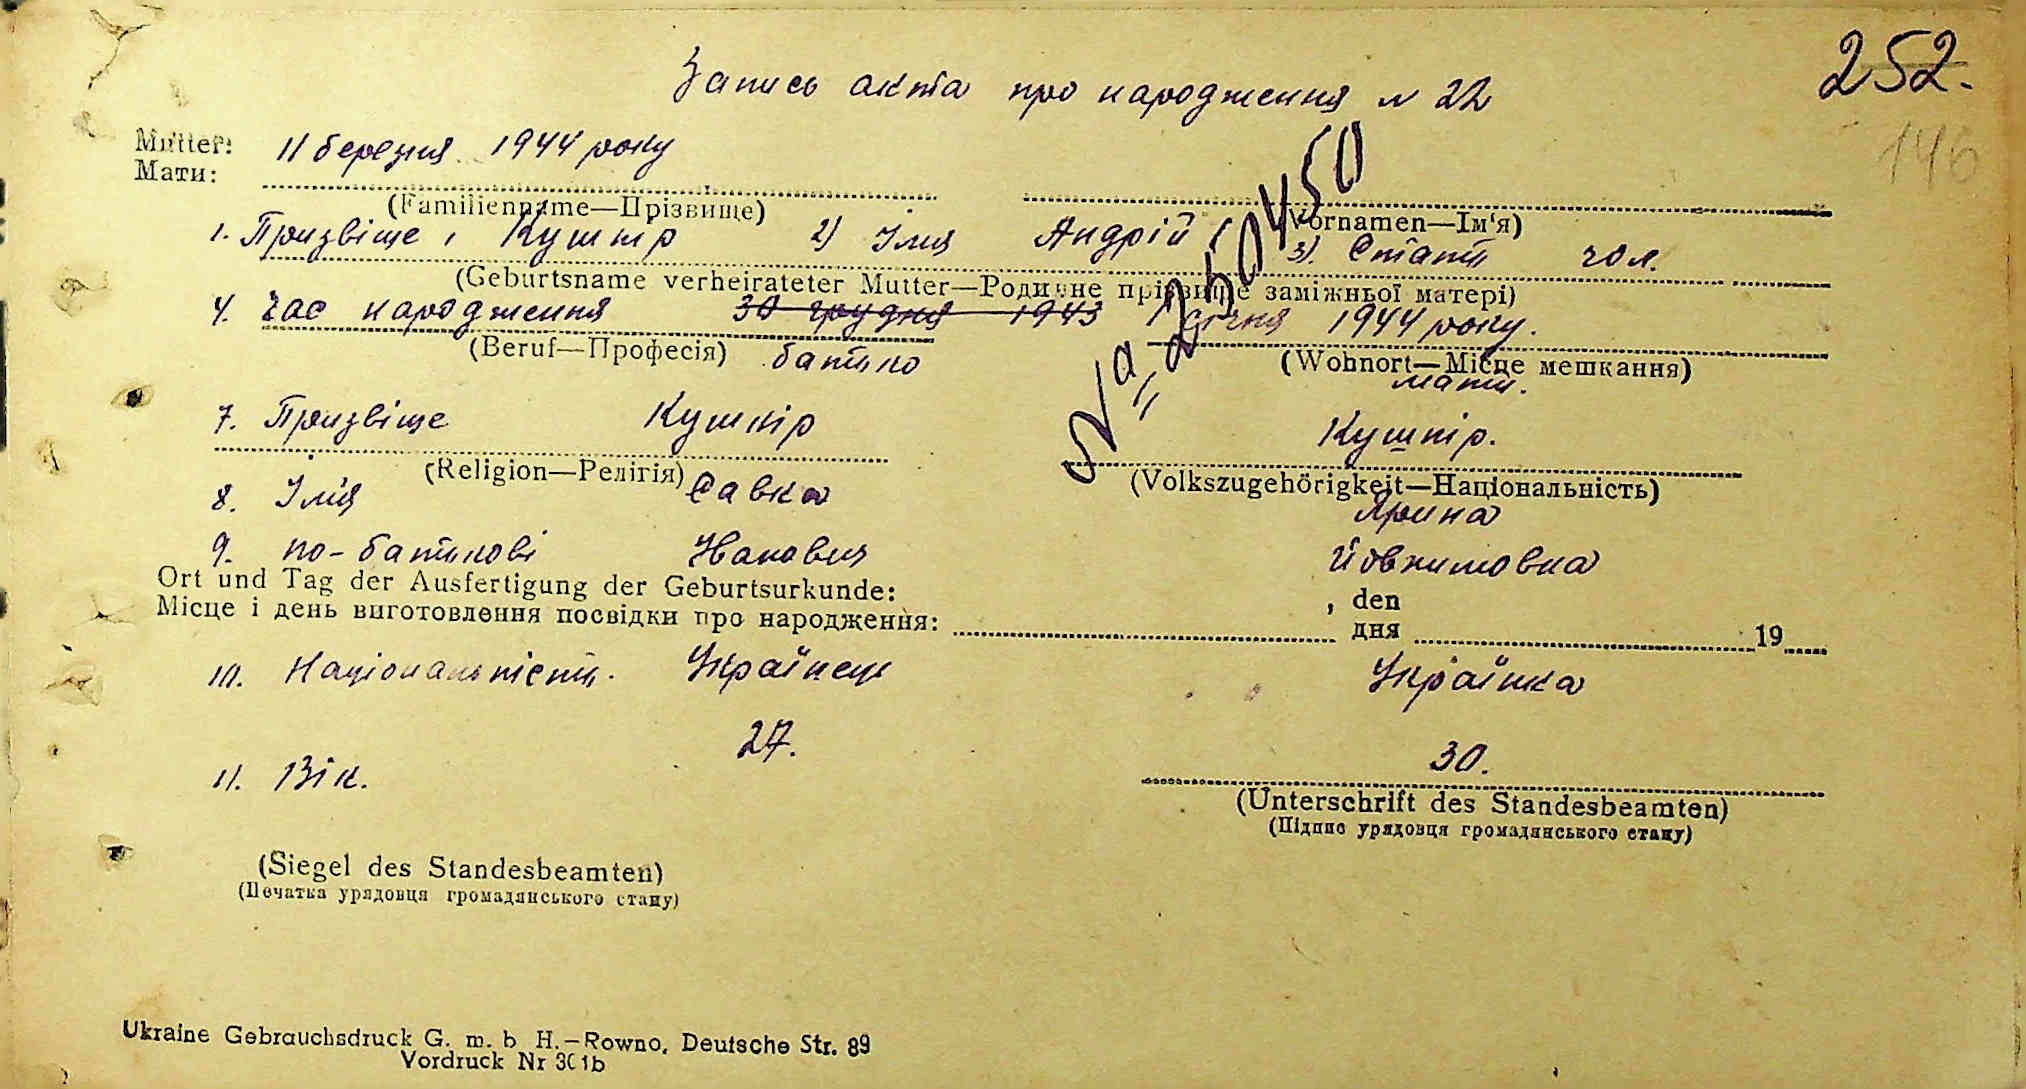 252.
Запись акта про народження № 22
146
Mutter: 11 березня 1944 року
Мати:
(Familienname—Прізвище) (Vornamen—Ім'я)
1. Призвіще, Кушнір 2) Імя Андрій 3). Стать чол.
(Geburtsname verheirateter Mutter—Родинне прізвище заміжньої матері)
4. Час народження ~~30 грудня 1943~~ 1 січня 1944 року.
(Beruf—Професія) батько (Wohnort—Місце мешкання)
мати.
№ 250450
7. Призвіще Кушнір Кушнір.
(Religion—Релігія) (Volkszugehörigkeit—Національність)
8. Імя Савка Ярина
9. по-батькові Йовхимовна
Ort und Tag der Ausfertigung der Geburtsurkunde: , den
Місце і день виготовлення посвідки про народження: дня 19
10. Національність. Українець Українка
27. 30.
11. Вік.
(Unterschrift des Standesbeamten)
(Підпис урядовця громадянського стану)
(Siegel des Standesbeamten)
(Печатка урядовця громадянського стану)
Ukraine Gebrauchsdruck G. m. b H.—Rowno, Deutsche Str. 89
Vordruck Nr 301b